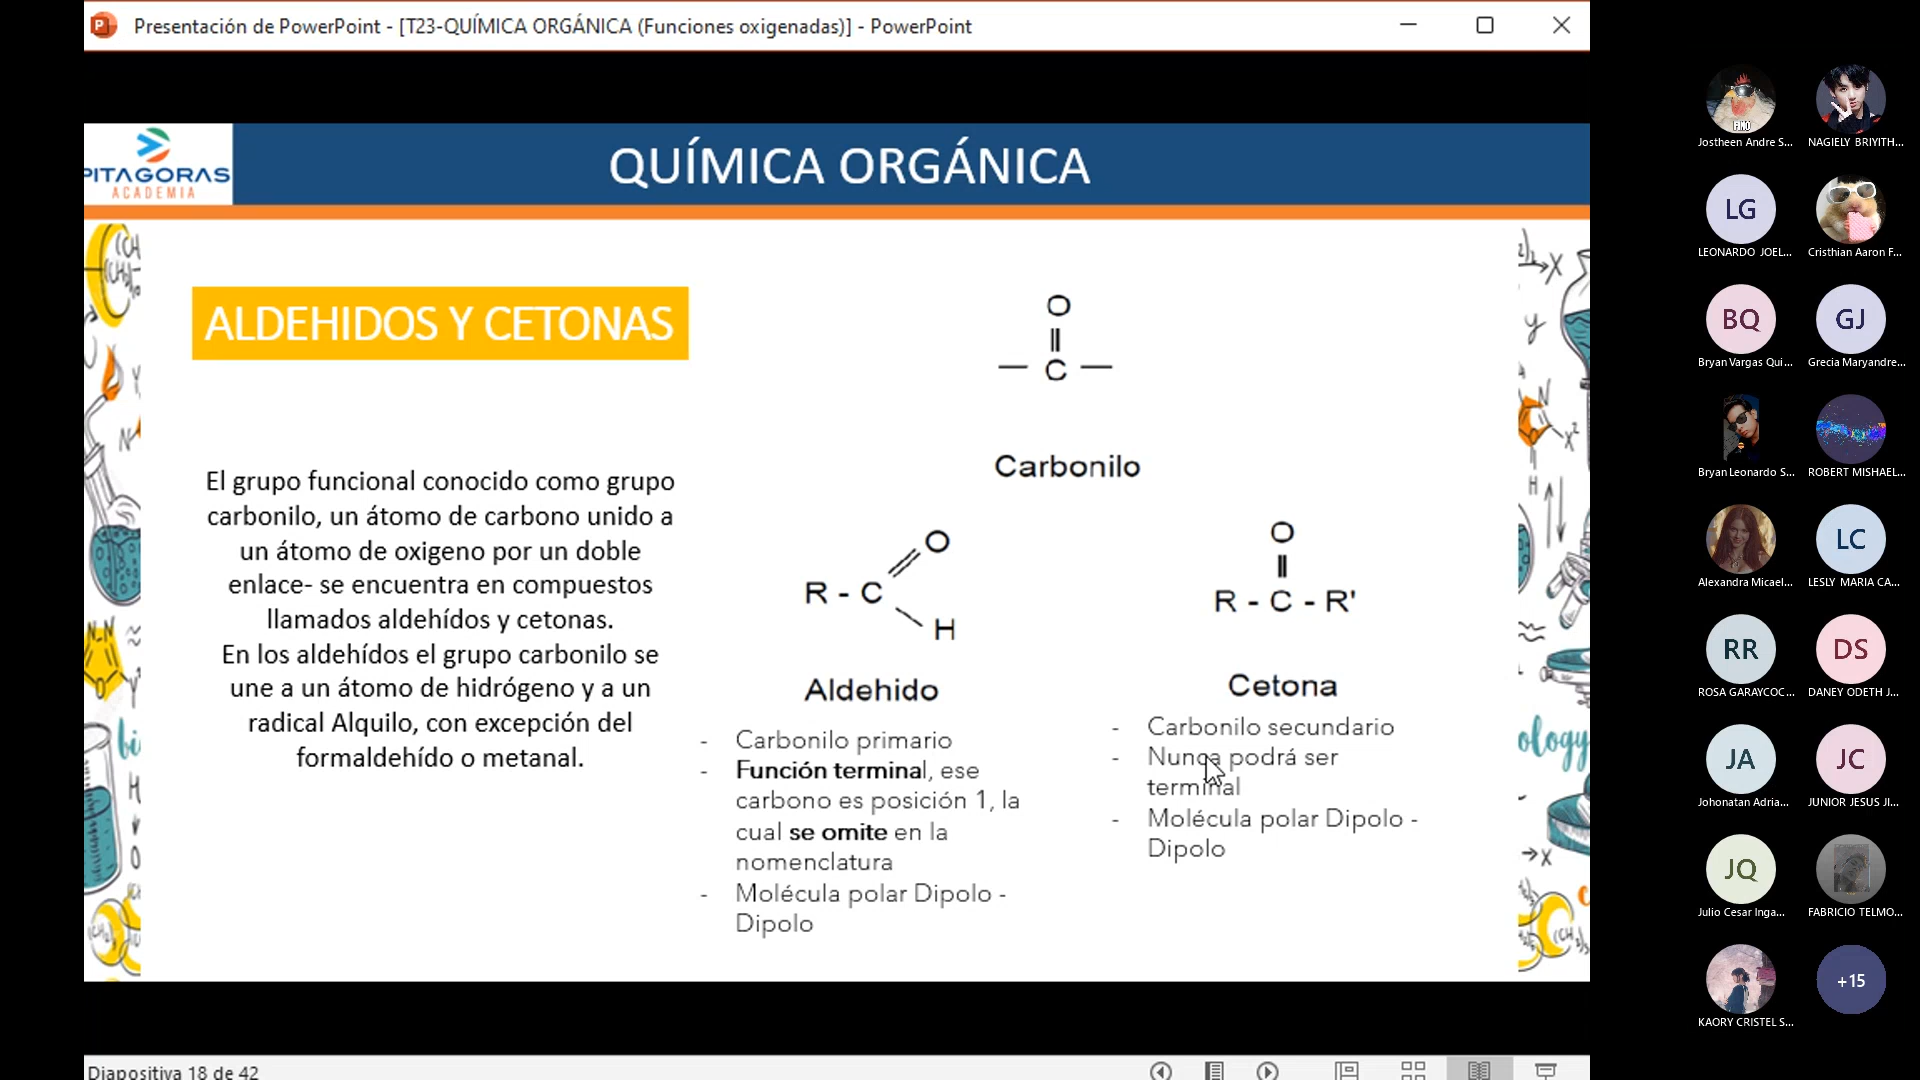 Presentación de PowerPoint - [T23-QUÍMICA ORGÁNICA (Funciones oxigenadas)] - PowerPoint
PITAGORAS
ACADEMIA
QUÍMICA ORGÁNICA
ALDEHIDOS Y CETONAS
El grupo funcional conocido como grupo
carbonilo, un átomo de carbono unido a
un átomo de oxigeno por un doble
enlace- se encuentra en compuestos
llamados aldehídos y cetonas.
En los aldehídos el grupo carbonilo se
une a un átomo de hidrógeno y a un
radical Alquilo, con excepción del
formaldehído o metanal.
O
C
Carbonilo
O
R - C
H
Aldehido
- Carbonilo primario
- Función terminal, ese
carbono es posición 1, la
cual se omite en la
nomenclatura
- Molécula polar Dipolo -
Dipolo
O
R - C - R'
Cetona
- Carbonilo secundario
- Nunca podrá ser
terminal
- Molécula polar Dipolo -
Dipolo
Diapositiva 18 de 42
FINO
Jostheen Andre S...
NAGIELY BRIYITH...
LG
LEONARDO JOEL...
Cristhian Aaron F...
BQ
Bryan Vargas Qui...
GJ
Grecia Maryandre...
Bryan Leonardo S...
ROBERT MISHAEL...
Alexandra Micael...
LC
LESLY MARIA CA...
RR
ROSA GARAYCOC...
DS
DANEY ODETH J...
JA
Johonatan Adria...
JC
JUNIOR JESUS JI...
JQ
Julio Cesar Inga...
FABRICIO TELMO...
KAORY CRISTEL S...
+15